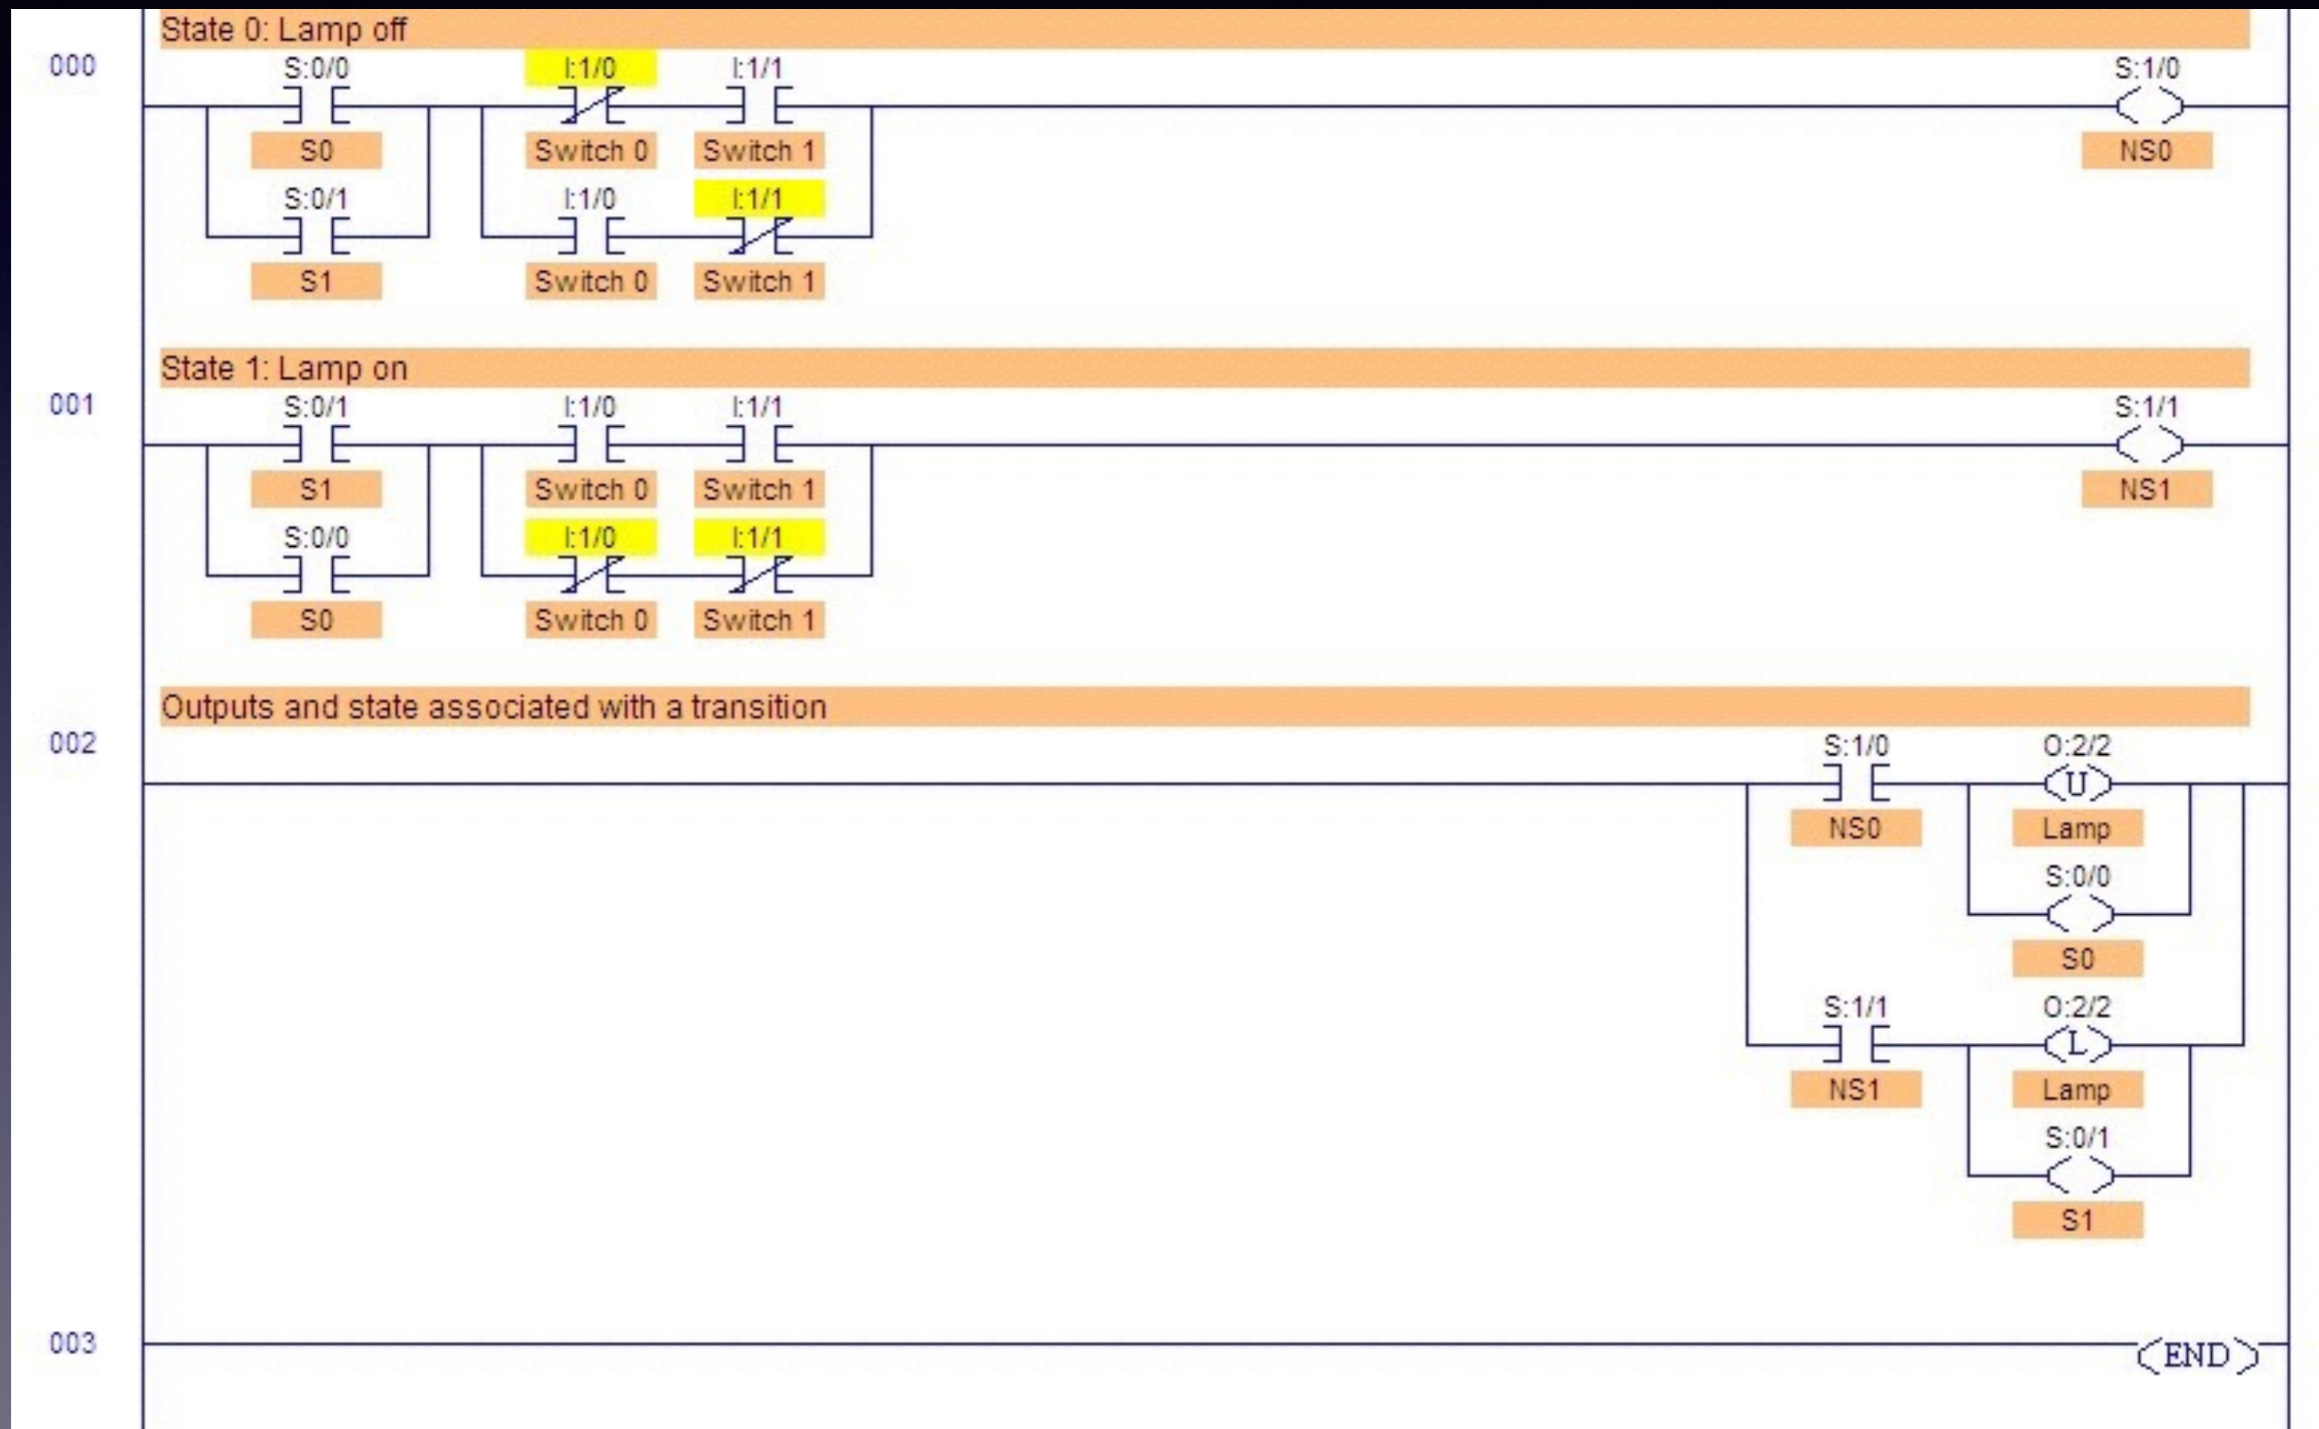 State 0: Lamp off
000
S:0/0 I:1/0 I:1/1 S:1/0
S0 Switch 0 Switch 1 NS0
S:0/1 I:1/0 I:1/1
S1 Switch 0 Switch 1
State 1: Lamp on
001
S:0/1 I:1/0 I:1/1 S:1/1
S1 Switch 0 Switch 1 NS1
S:0/0 I:1/0 I:1/1
S0 Switch 0 Switch 1
Outputs and state associated with a transition
002
S:1/0 O:2/2
U
NS0 Lamp
S:0/0
S0
S:1/1 O:2/2
L
NS1 Lamp
S:0/1
S1
003
END